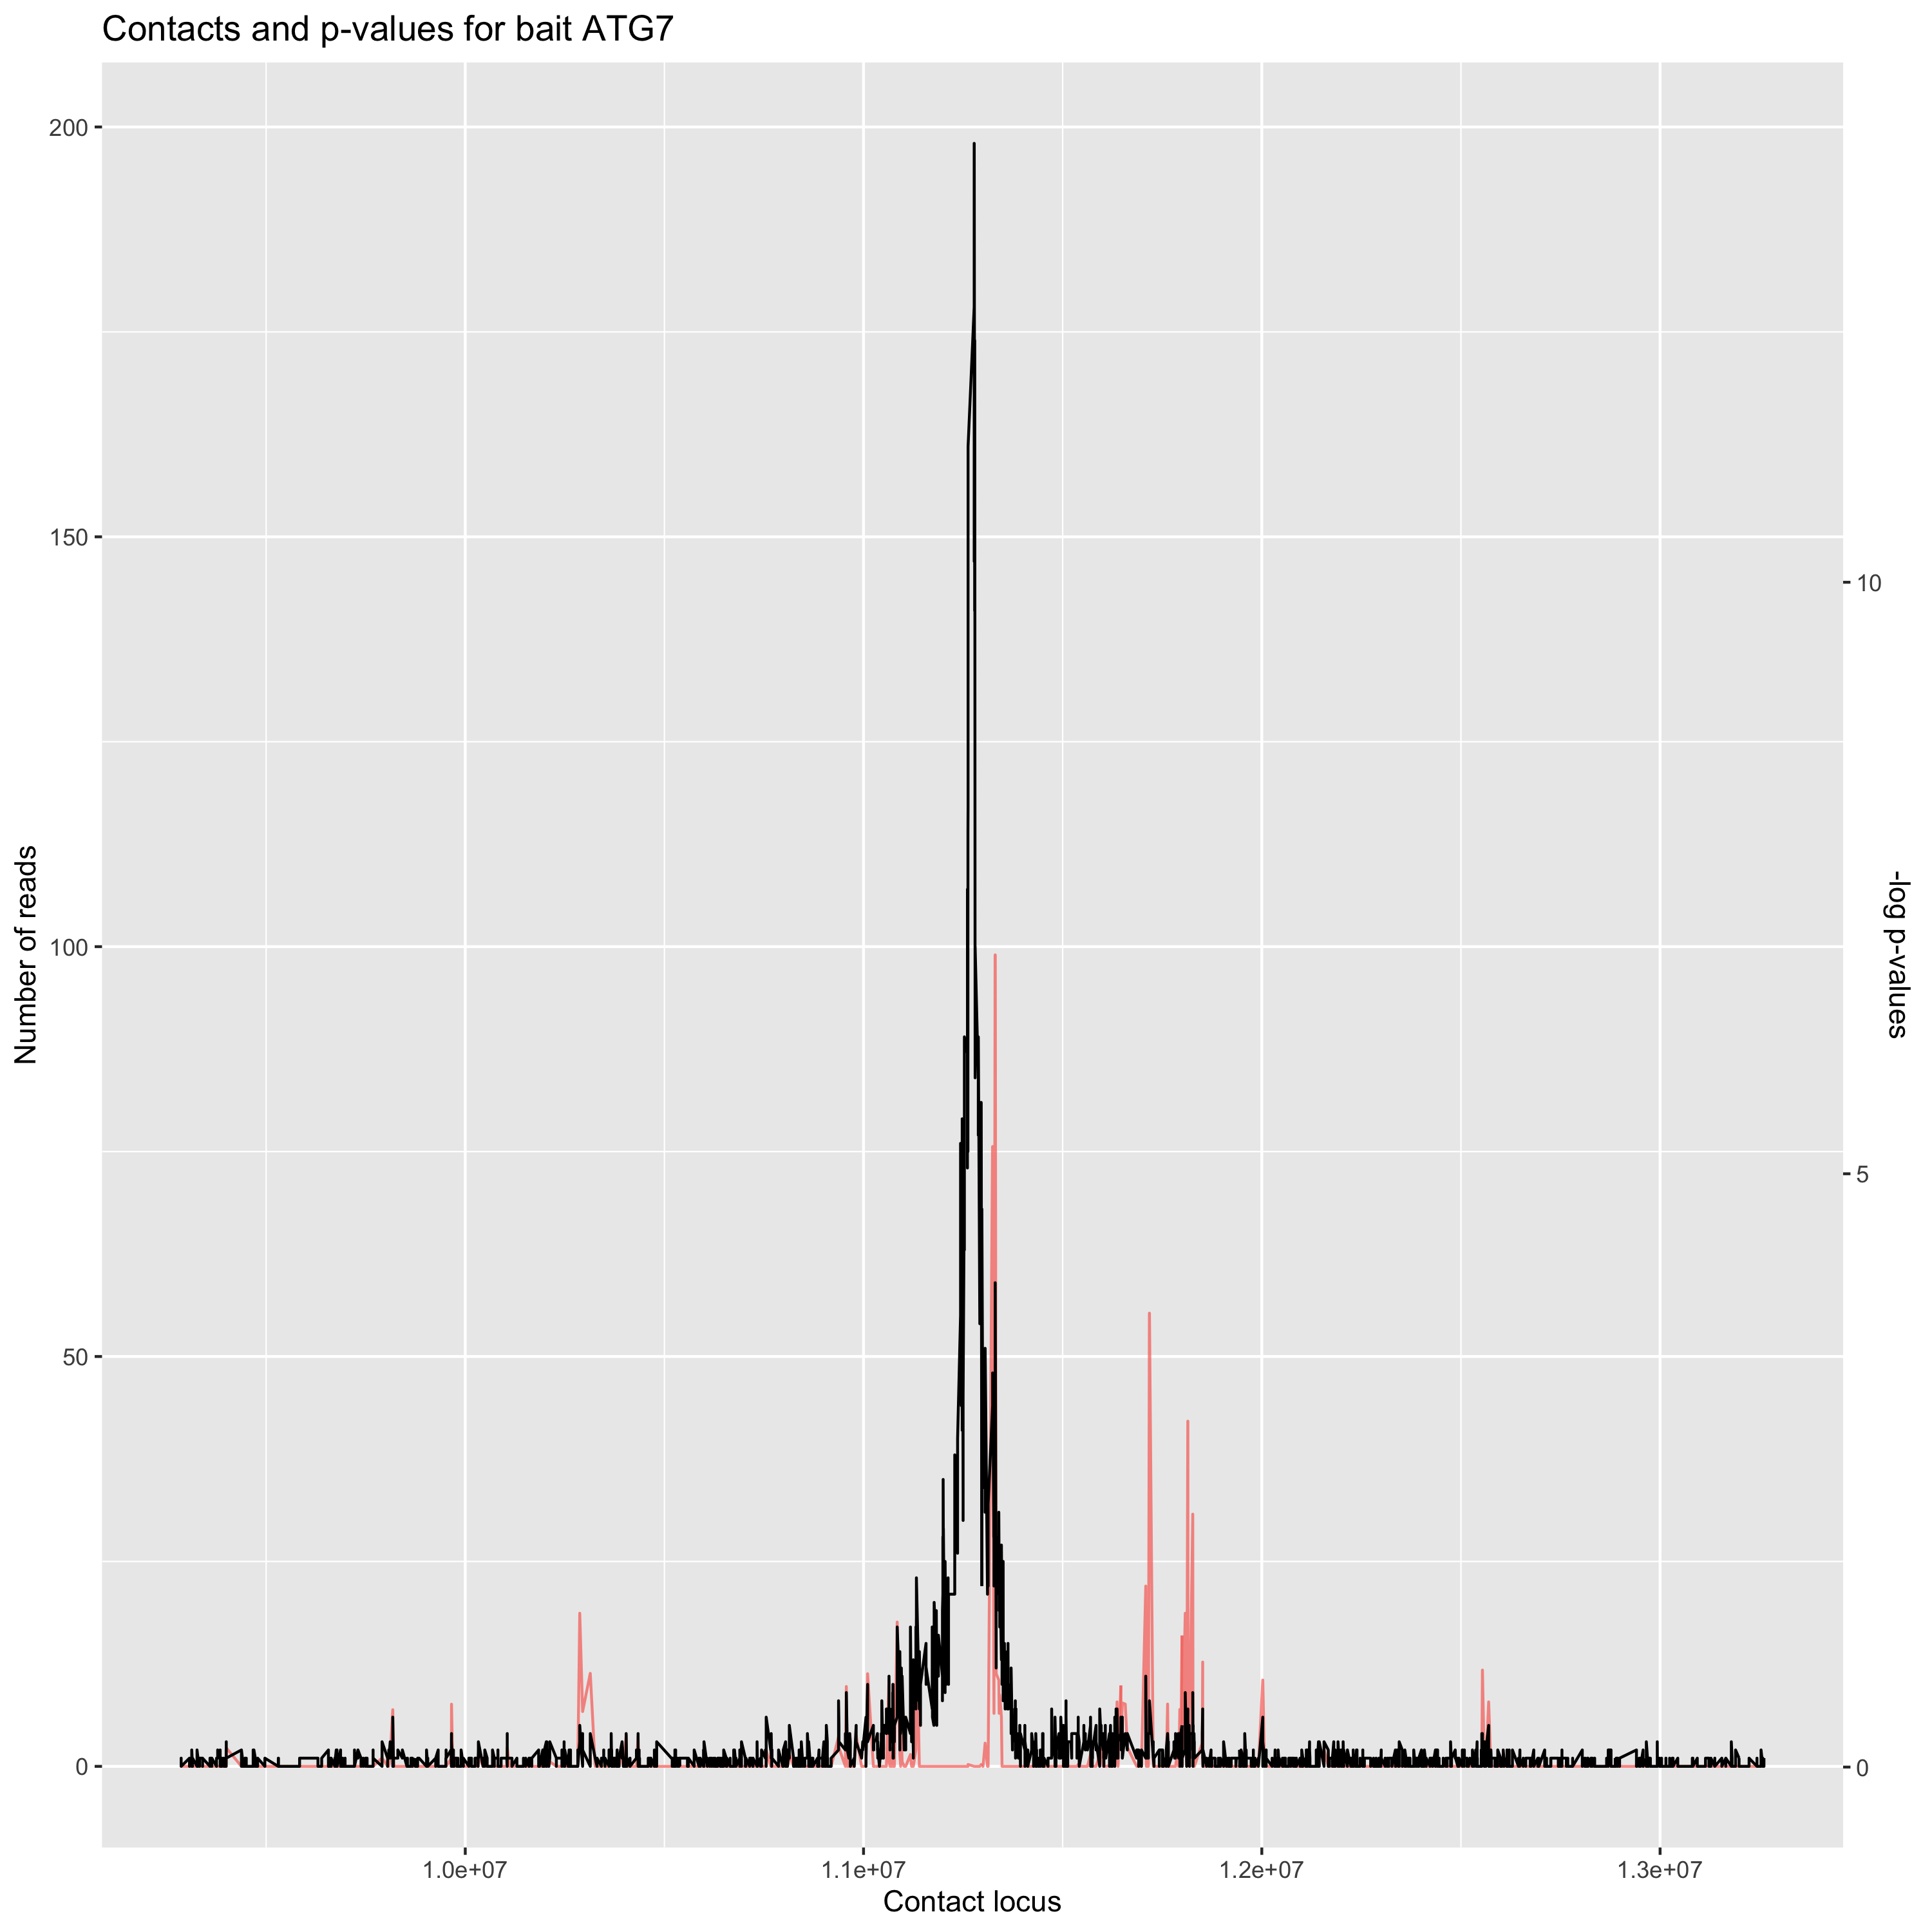 Contacts and p-values for bait ATG7
200
150
100
50
0
Number of reads
10
5
0
-log p-values
1.0e+07
1.1e+07
1.2e+07
1.3e+07
Contact locus